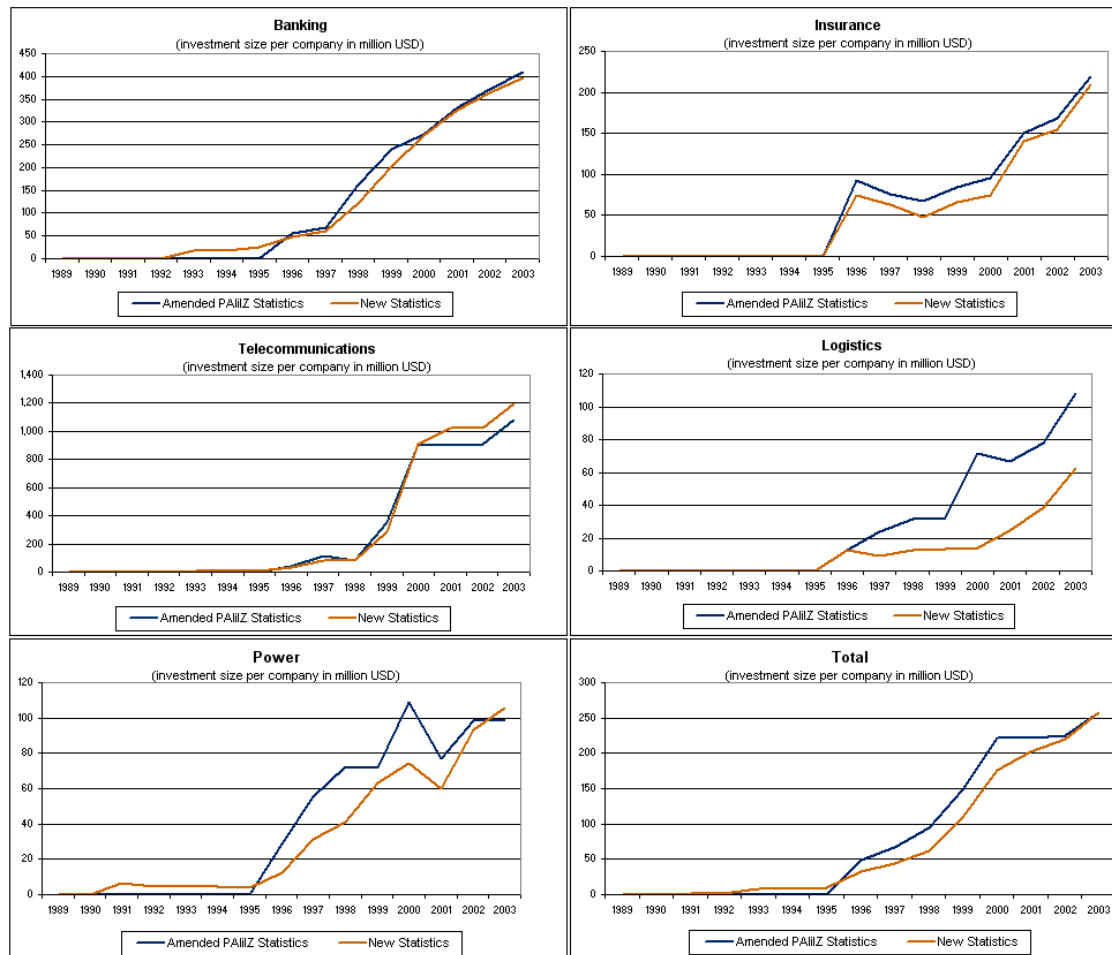 Banking
(investment size per company in million USD)
450
400
350
300
250
200
150
100
50
0
1989 1990 1991 1992 1993 1994 1995 1996 1997 1998 1999 2000 2001 2002 2003
Amended PAIiIZ Statistics New Statistics
Insurance
(investment size per company in million USD)
250
200
150
100
50
0
1989 1990 1991 1992 1993 1994 1995 1996 1997 1998 1999 2000 2001 2002 2003
Amended PAIiIZ Statistics New Statistics
Telecommunications
(investment size per company in million USD)
1,400
1,200
1,000
800
600
400
200
0
1989 1990 1991 1992 1993 1994 1995 1996 1997 1998 1999 2000 2001 2002 2003
Amended PAIiIZ Statistics New Statistics
Logistics
(investment size per company in million USD)
120
100
80
60
40
20
0
1989 1990 1991 1992 1993 1994 1995 1996 1997 1998 1999 2000 2001 2002 2003
Amended PAIiIZ Statistics New Statistics
Power
(investment size per company in million USD)
120
100
80
60
40
20
0
1989 1990 1991 1992 1993 1994 1995 1996 1997 1998 1999 2000 2001 2002 2003
Amended PAIiIZ Statistics New Statistics
Total
(investment size per company in million USD)
300
250
200
150
100
50
0
1989 1990 1991 1992 1993 1994 1995 1996 1997 1998 1999 2000 2001 2002 2003
Amended PAIiIZ Statistics New Statistics